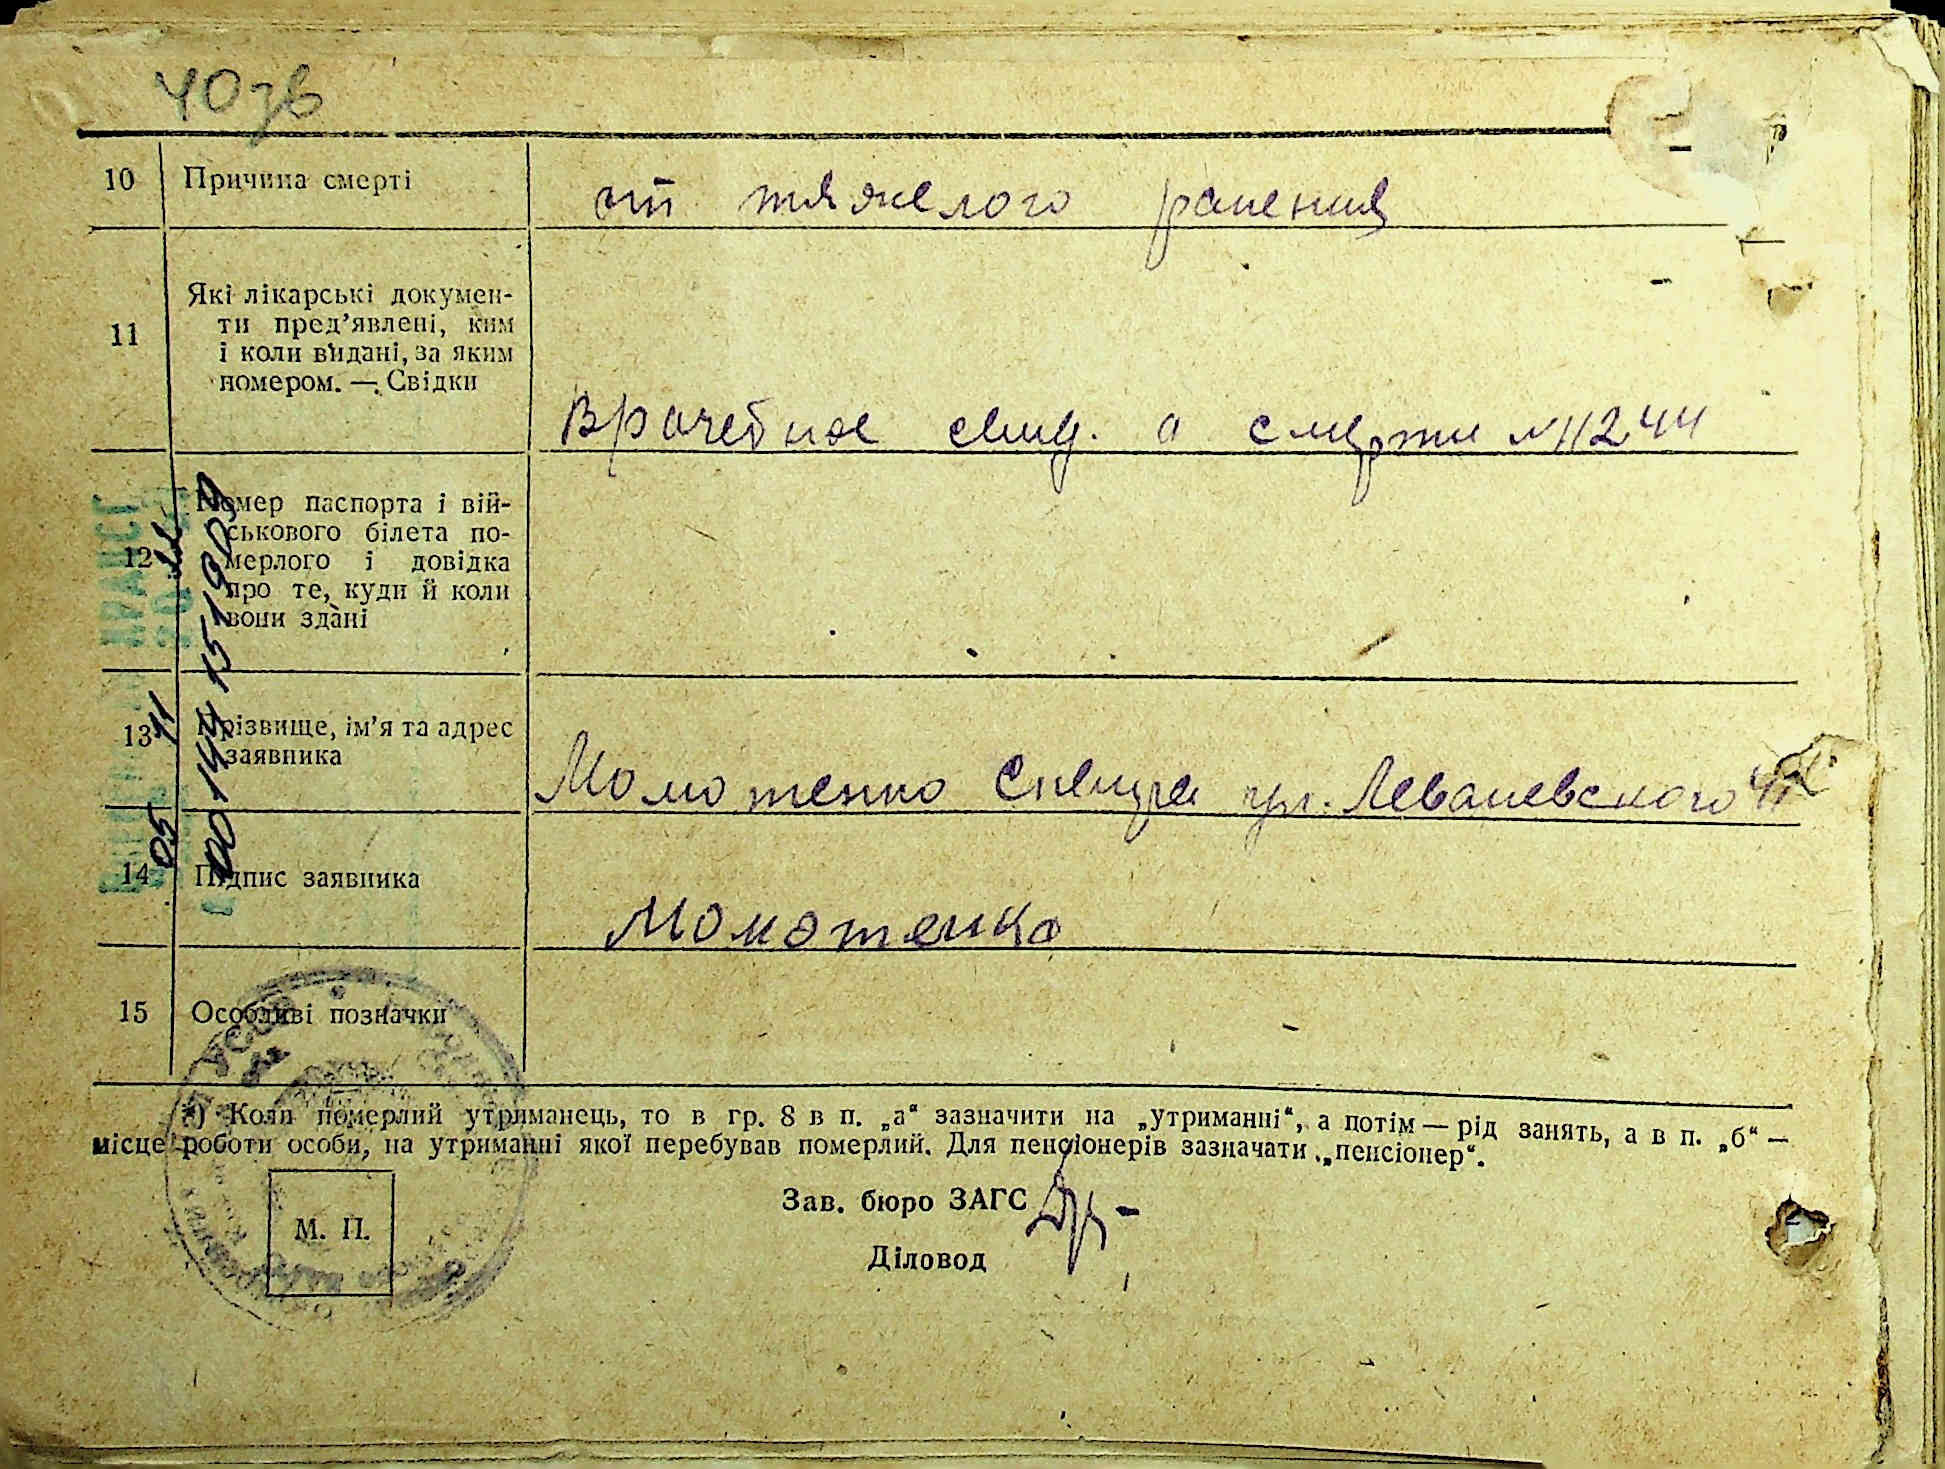 40зв
10 Причина смерті
от тяжелого ранения
11 Які лікарські докумен-
ти пред’явлені, ким
і коли видані, за яким
номером. — Свідки
Врачебное свид. о смерти №11244
12 Номер паспорта і вій-
ськового білета по-
мерлого і довідка
про те, куди й коли
вони здані
13 Прізвище, ім’я та адрес
заявника
Момотенко ул. Леваневского
14 Підпис заявника
Момотенко
15 Особливі позначки
*) Коли померлий утриманець, то в гр. 8 в п. „а“ зазначити на „утриманні“, а потім — рід занять, а в п. „б“ —
місце роботи особи, на утриманні якої перебував померлий. Для пенсіонерів зазначати „пенсіонер“.
Зав. бюро ЗАГС
М. П.
Діловод
УССР